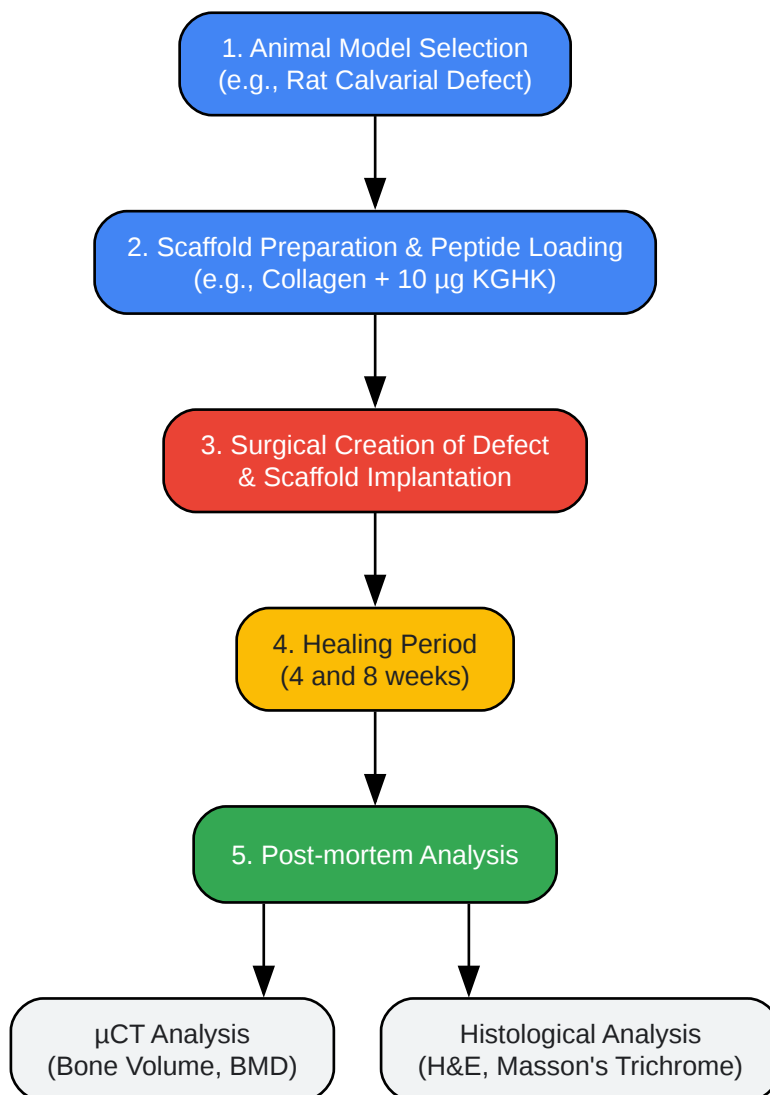 1. Animal Model Selection
(e.g., Rat Calvarial Defect)
2. Scaffold Preparation & Peptide Loading
(e.g., Collagen + 10 µg KGHK)
3. Surgical Creation of Defect
& Scaffold Implantation
4. Healing Period
(4 and 8 weeks)
5. Post-mortem Analysis
µCT Analysis
(Bone Volume, BMD)
Histological Analysis
(H&E, Masson's Trichrome)